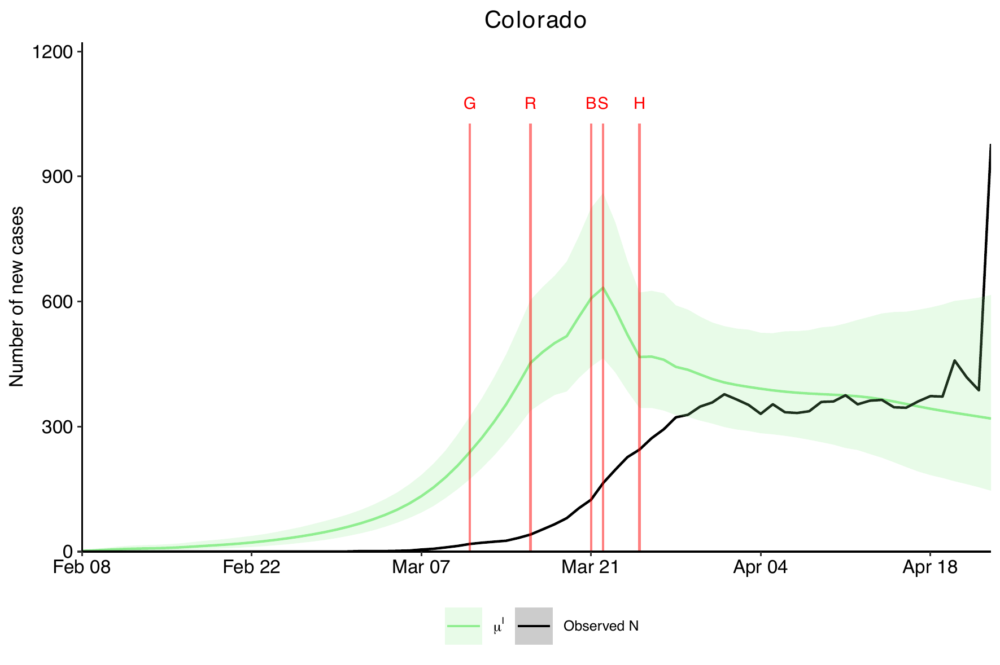 Colorado
Number of new cases
1200
900
600
300
0
G R B S H
Feb 08 Feb 22 Mar 07 Mar 21 Apr 04 Apr 18
μᴵ Observed N